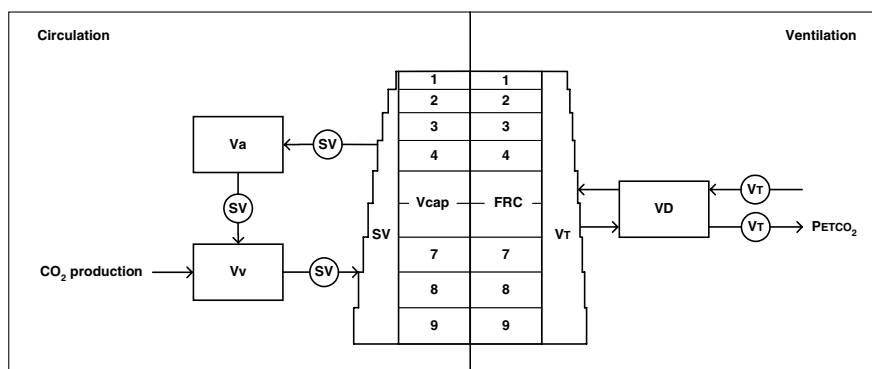 Circulation
Ventilation
1 1
2 2
3 3
4 4
Va
SV
SV
Vcap FRC
SV
VT
VD
VT
VT
PETCO2
CO2 production
Vv
SV
7 7
8 8
9 9